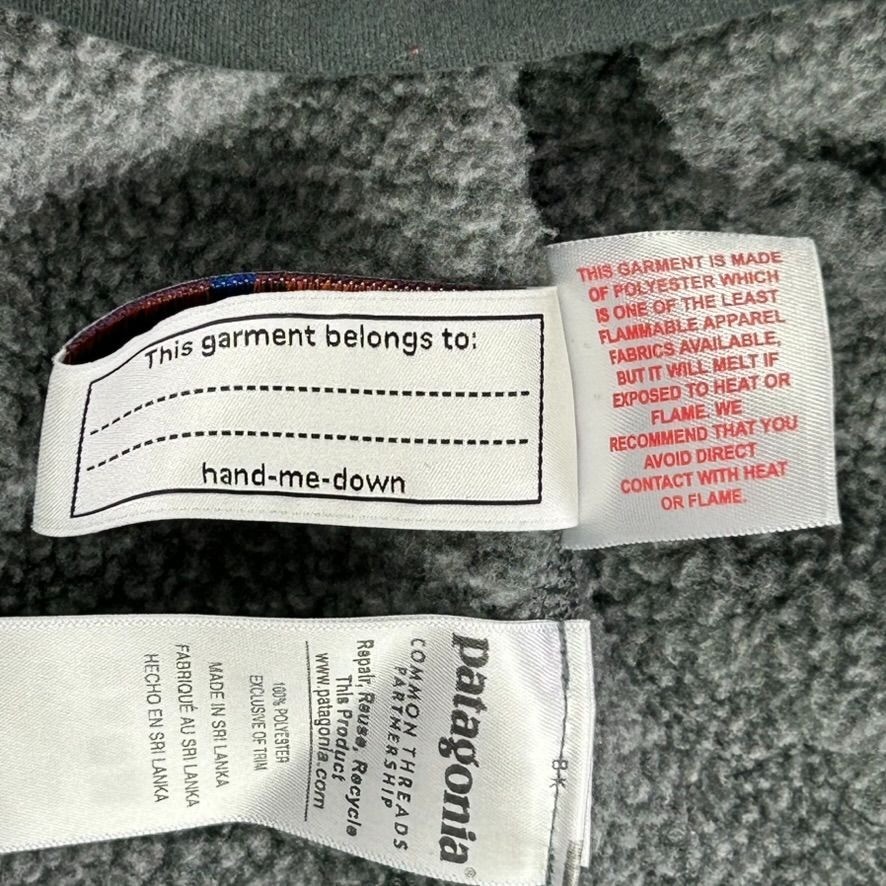 This garment belongs to:
hand-me-down
THIS GARMENT IS MADE
OF POLYESTER WHICH
IS ONE OF THE LEAST
FLAMMABLE APPAREL
FABRICS AVAILABLE,
BUT IT WILL MELT IF
EXPOSED TO HEAT OR
FLAME. WE
RECOMMEND THAT YOU
AVOID DIRECT
CONTACT WITH HEAT
OR FLAME.
patagonia®
COMMON THREADS
PARTNERSHIP
Repair, Reuse, Recycle
This Product
www.patagonia.com
100% POLYESTER
EXCLUSIVE OF TRIM
MADE IN SRI LANKA
FABRIQUÉ AU SRI LANKA
HECHO EN SRI LANKA